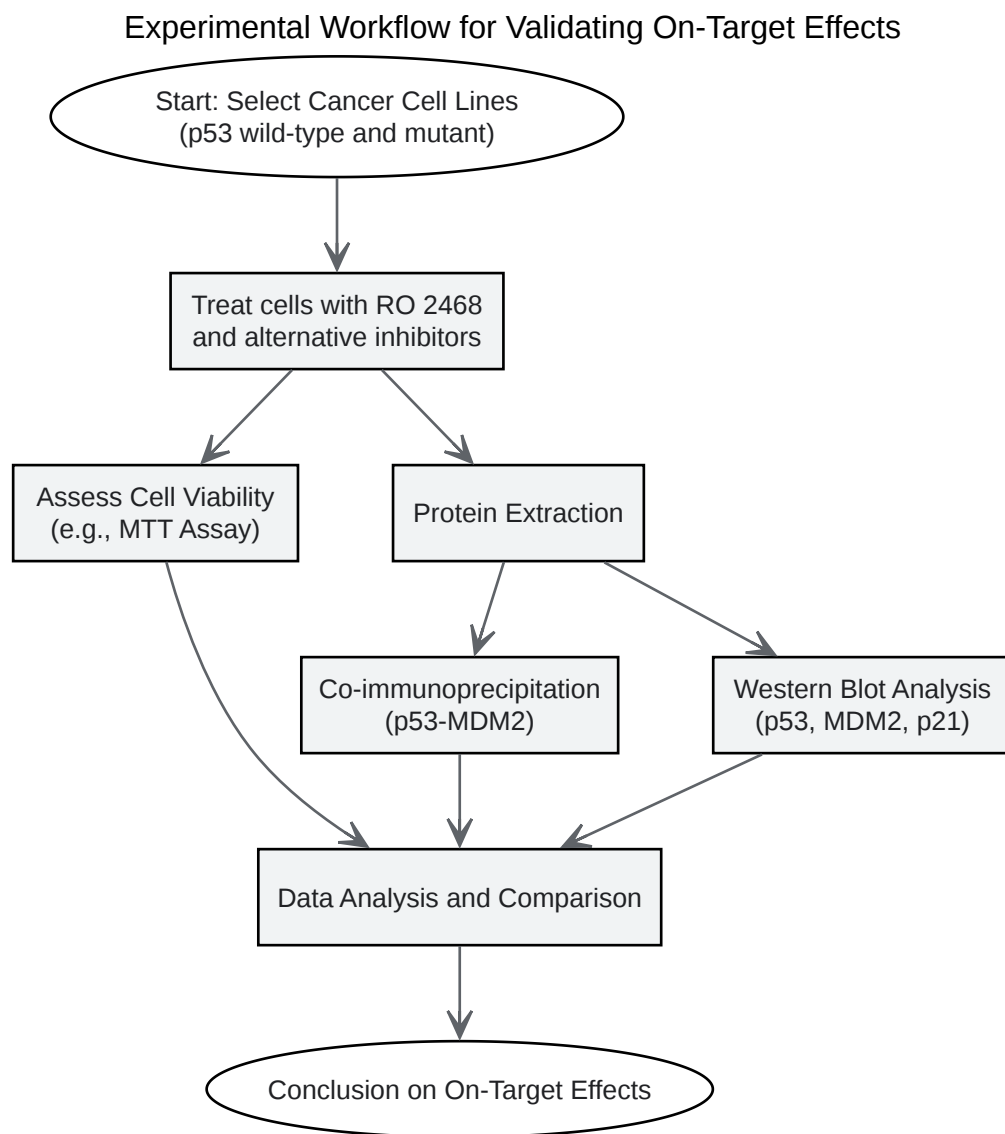 Experimental Workflow for Validating On-Target Effects
Start: Select Cancer Cell Lines
(p53 wild-type and mutant)
Treat cells with RO 2468
and alternative inhibitors
Assess Cell Viability
(e.g., MTT Assay)
Protein Extraction
Co-immunoprecipitation
(p53-MDM2)
Western Blot Analysis
(p53, MDM2, p21)
Data Analysis and Comparison
Conclusion on On-Target Effects